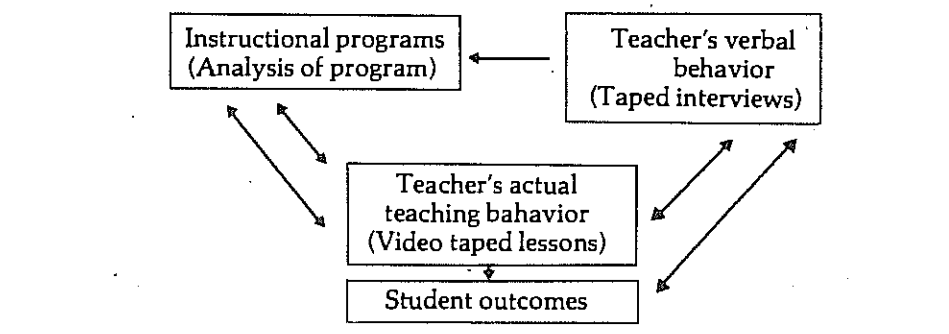 Instructional programs
(Analysis of program)
Teacher's verbal
behavior
(Taped interviews)
Teacher's actual
teaching bahavior
(Video taped lessons)
Student outcomes